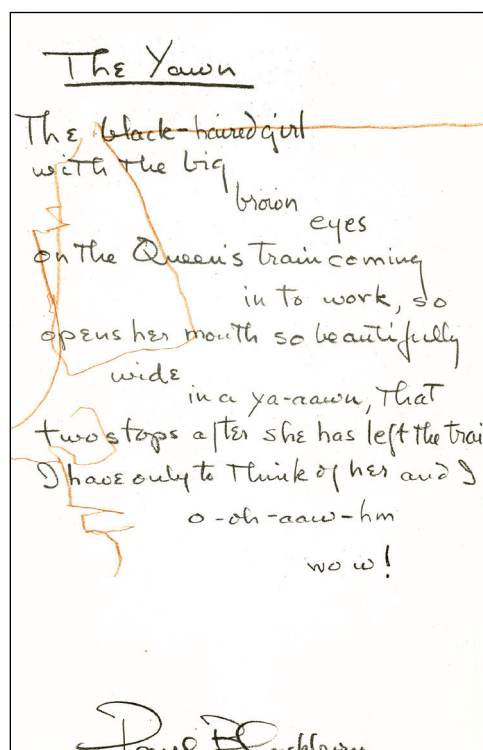 The Yawn
The black-haired girl
with the big
brown
eyes
on the Queen's train coming
in to work, so
opens her mouth so beautifully
wide
in a ya-aawn, that
two stops after she has left the trai
I have only to think of her and I
o-oh-aaw-hm
wow!
Paul Blackburn